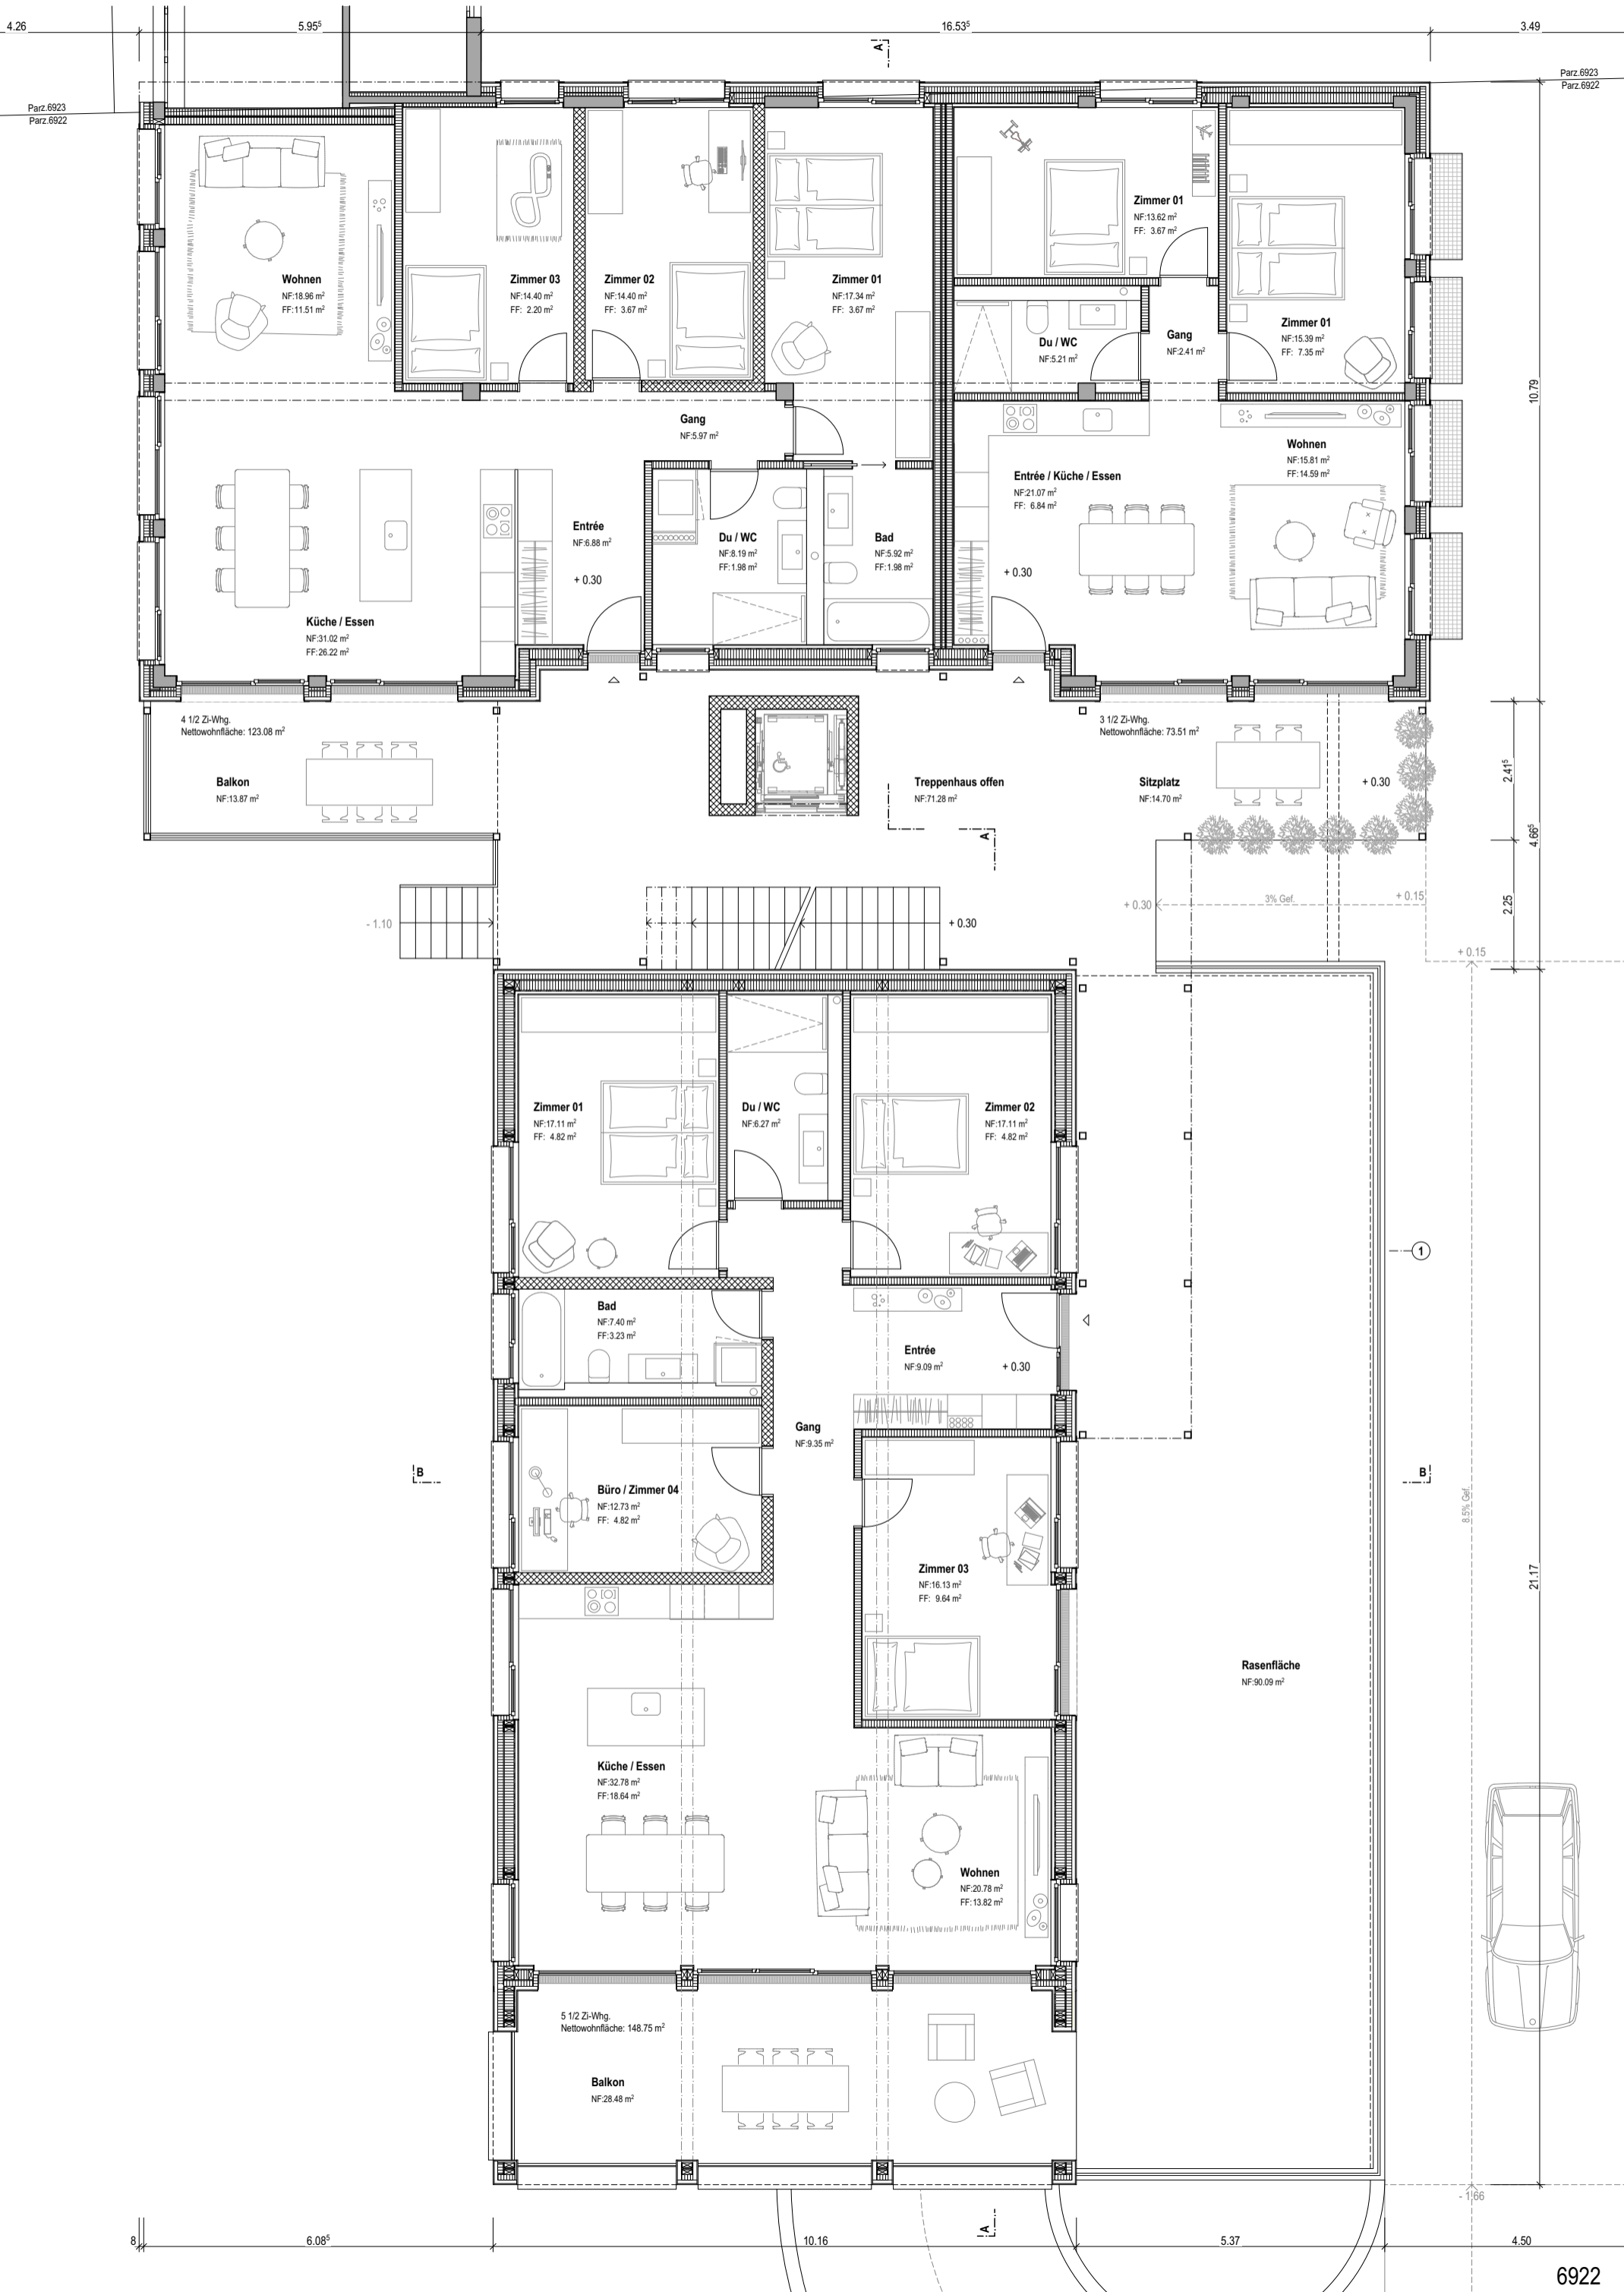 4.26
5.95⁵
16.53⁵
3.49
A
Parz.6923
Parz.6922
Parz.6923
Parz.6922
Wohnen
NF:18.96 m²
FF:11.51 m²
Zimmer 03
NF:14.40 m²
FF: 2.20 m²
Zimmer 02
NF:14.40 m²
FF: 3.67 m²
Zimmer 01
NF:17.34 m²
FF: 3.67 m²
Zimmer 01
NF:13.62 m²
FF: 3.67 m²
Zimmer 01
NF:15.39 m²
FF: 7.35 m²
Du / WC
NF:5.21 m²
Gang
NF:2.41 m²
10.79
Gang
NF:5.97 m²
Wohnen
NF:15.81 m²
FF:14.59 m²
Entrée / Küche / Essen
NF:21.07 m²
FF: 6.84 m²
+ 0.30
Entrée
NF:6.88 m²
+ 0.30
Du / WC
NF:8.19 m²
FF:1.98 m²
Bad
NF:5.92 m²
FF:1.98 m²
Küche / Essen
NF:31.02 m²
FF:26.22 m²
4 1/2 Zi-Whg.
Nettowohnfläche: 123.08 m²
Balkon
NF:13.87 m²
Treppenhaus offen
NF:71.28 m²
3 1/2 Zi-Whg.
Nettowohnfläche: 73.51 m²
Sitzplatz
NF:14.70 m²
+ 0.30
2.41⁵
4.66⁵
2.25
A
- 1.10
+ 0.30
+ 0.30
3% Gef.
+ 0.15
+ 0.15
Zimmer 01
NF:17.11 m²
FF: 4.82 m²
Du / WC
NF:6.27 m²
Zimmer 02
NF:17.11 m²
FF: 4.82 m²
1
Bad
NF:7.40 m²
FF:3.23 m²
Entrée
NF:9.09 m²
+ 0.30
Gang
NF:9.35 m²
B
B
Büro / Zimmer 04
NF:12.73 m²
FF: 4.82 m²
8.5% Gef.
Zimmer 03
NF:16.13 m²
FF: 9.64 m²
21.17
Rasenfläche
NF:90.09 m²
Küche / Essen
NF:32.78 m²
FF:18.64 m²
Wohnen
NF:20.78 m²
FF:13.82 m²
5 1/2 Zi-Whg.
Nettowohnfläche: 148.75 m²
Balkon
NF:28.48 m²
- 1.66
A
8
6.08⁵
10.16
5.37
4.50
6922